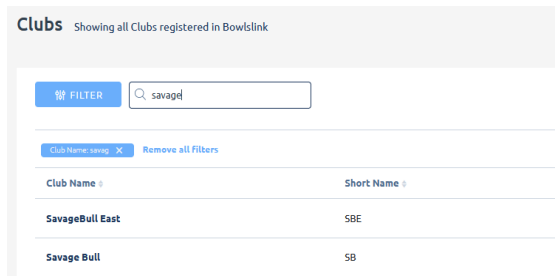 Clubs Showing all Clubs registered in Bowlslink
FILTER savage
Club Name: savag X Remove all filters
Club Name Short Name
SavageBull East SBE
Savage Bull SB